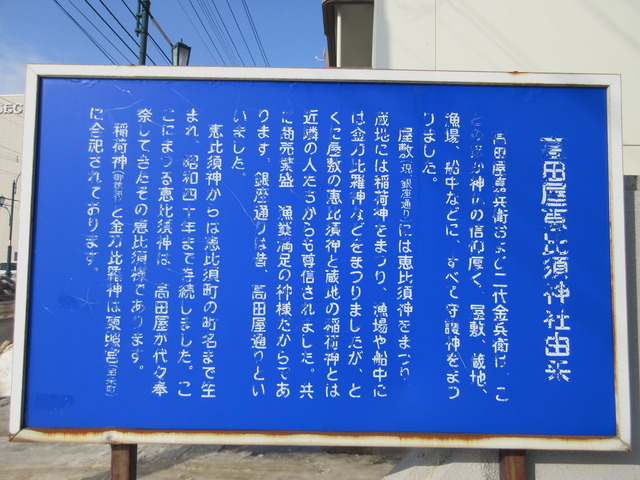 高田屋恵比須神社由来
高田屋嘉兵衛および二代金兵衛は、こ
とのほか神への信仰厚く、屋敷、蔵地、
漁場、船中などに、すべて守護神をまつ
りました。
屋敷(現 銀座通り)には恵比須神をまつり、
蔵地には稲荷神をまつり、漁場や船中に
は金刀比羅神などをまつりましたが、と
くに屋敷の恵比須神と蔵地の稲荷神とは
近隣の人たちからも尊信されました。共
に商売繁盛、漁業満足の神様だからであ
ります。銀座通りは昔、高田屋通りとい
いました。
恵比須神からは恵比須町の町名まで生
まれ、昭和四十年まで存続しました。こ
こにまつる恵比須神は、高田屋が代々奉
祭してきたその恵比須様であります。
稲荷神と金刀比羅神は東照宮
に合祀されております。
SEC